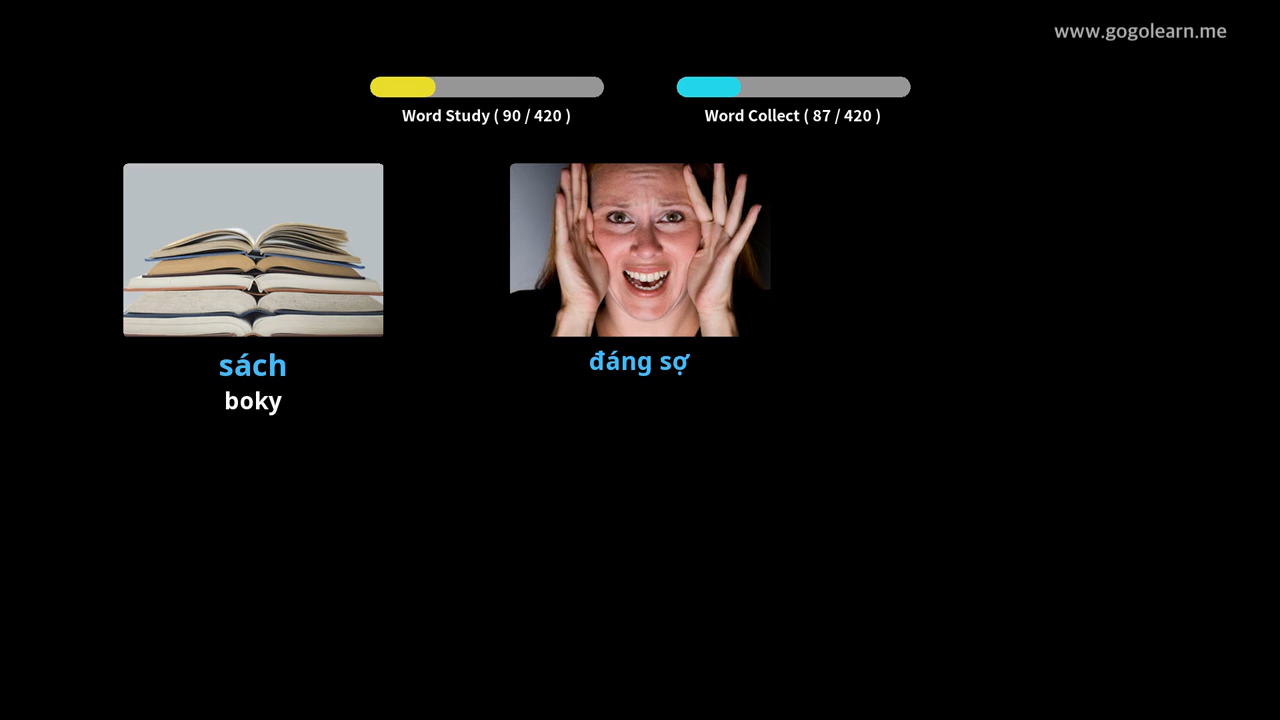 www.gogolearn.me
Word Study ( 90 / 420 )
Word Collect ( 87 / 420 )
sách
boky
đáng sợ